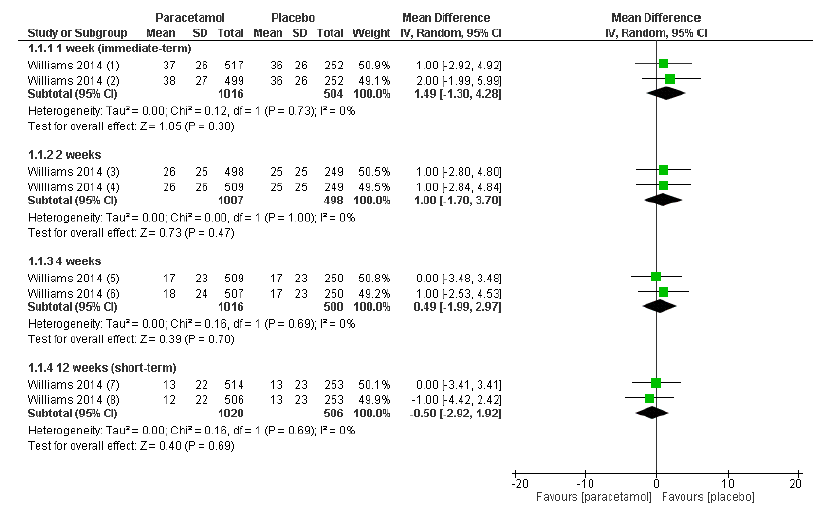 Paracetamol Placebo Mean Difference Mean Difference
Study or Subgroup Mean SD Total Mean SD Total Weight IV, Random, 95% CI IV, Random, 95% CI
1.1.1 1 week (immediate-term)
Williams 2014 (1) 37 26 517 36 26 252 50.9% 1.00 [-2.92, 4.92]
Williams 2014 (2) 38 27 499 36 26 252 49.1% 2.00 [-1.99, 5.99]
Subtotal (95% CI) 1016 504 100.0% 1.49 [-1.30, 4.28]
Heterogeneity: Tau² = 0.00; Chi² = 0.12, df = 1 (P = 0.73); I² = 0%
Test for overall effect: Z = 1.05 (P = 0.30)
1.1.2 2 weeks
Williams 2014 (3) 26 25 498 25 25 249 50.5% 1.00 [-2.80, 4.80]
Williams 2014 (4) 26 26 509 25 25 249 49.5% 1.00 [-2.84, 4.84]
Subtotal (95% CI) 1007 498 100.0% 1.00 [-1.70, 3.70]
Heterogeneity: Tau² = 0.00; Chi² = 0.00, df = 1 (P = 1.00); I² = 0%
Test for overall effect: Z = 0.73 (P = 0.47)
1.1.3 4 weeks
Williams 2014 (5) 17 23 509 17 23 250 50.8% 0.00 [-3.48, 3.48]
Williams 2014 (6) 18 24 507 17 23 250 49.2% 1.00 [-2.53, 4.53]
Subtotal (95% CI) 1016 500 100.0% 0.49 [-1.99, 2.97]
Heterogeneity: Tau² = 0.00; Chi² = 0.16, df = 1 (P = 0.69); I² = 0%
Test for overall effect: Z = 0.39 (P = 0.70)
1.1.4 12 weeks (short-term)
Williams 2014 (7) 13 22 514 13 23 253 50.1% 0.00 [-3.41, 3.41]
Williams 2014 (8) 12 22 506 13 23 253 49.9% -1.00 [-4.42, 2.42]
Subtotal (95% CI) 1020 506 100.0% -0.50 [-2.92, 1.92]
Heterogeneity: Tau² = 0.00; Chi² = 0.16, df = 1 (P = 0.69); I² = 0%
Test for overall effect: Z = 0.40 (P = 0.69)
-20 -10 0 10 20
Favours [paracetamol] Favours [placebo]